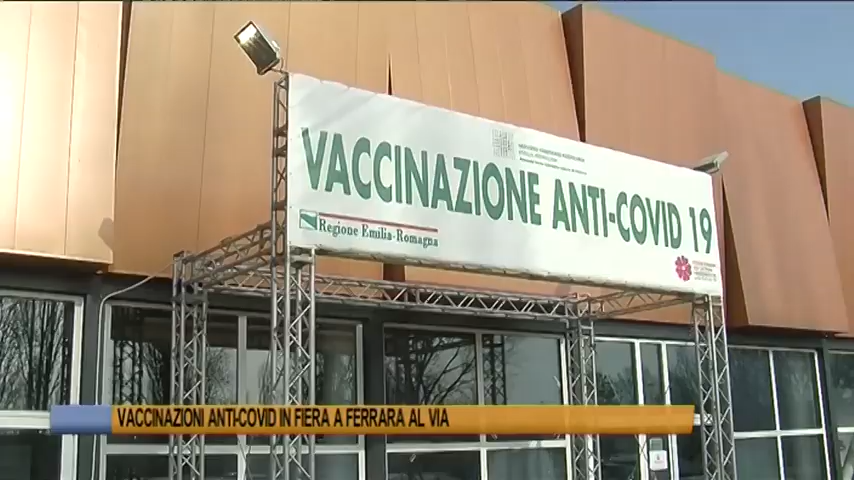 VACCINAZIONE ANTI-COVID 19
Regione Emilia-Romagna
VACCINAZIONI ANTI-COVID IN FIERA A FERRARA AL VIA